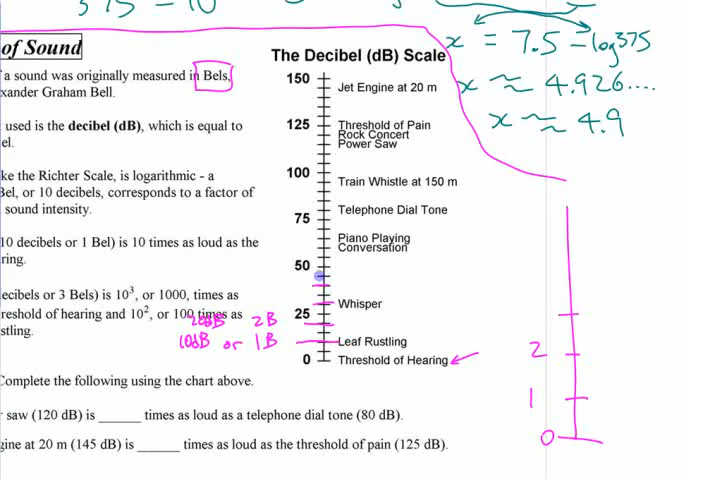 375 = 10
x = 7.5 - log375
of Sound
The Decibel (dB) Scale
a sound was originally measured in Bels,
xander Graham Bell.
x ≈ 4.926....
x ≈ 4.9
used is the decibel (dB), which is equal to
el.
ke the Richter Scale, is logarithmic - a
Bel, or 10 decibels, corresponds to a factor of
sound intensity.
10 decibels or 1 Bel) is 10 times as loud as the
ring.
ecibels or 3 Bels) is 10³, or 1000, times as
reshold of hearing and 10², or 100 times as
stling.
20dB 2B
10dB or 1B
150
Jet Engine at 20 m
125
Threshold of Pain
Rock Concert
Power Saw
100
Train Whistle at 150 m
Telephone Dial Tone
75
Piano Playing
Conversation
50
Whisper
25
Leaf Rustling
0
Threshold of Hearing
2
1
0
Complete the following using the chart above.
saw (120 dB) is ______ times as loud as a telephone dial tone (80 dB).
gine at 20 m (145 dB) is ______ times as loud as the threshold of pain (125 dB).